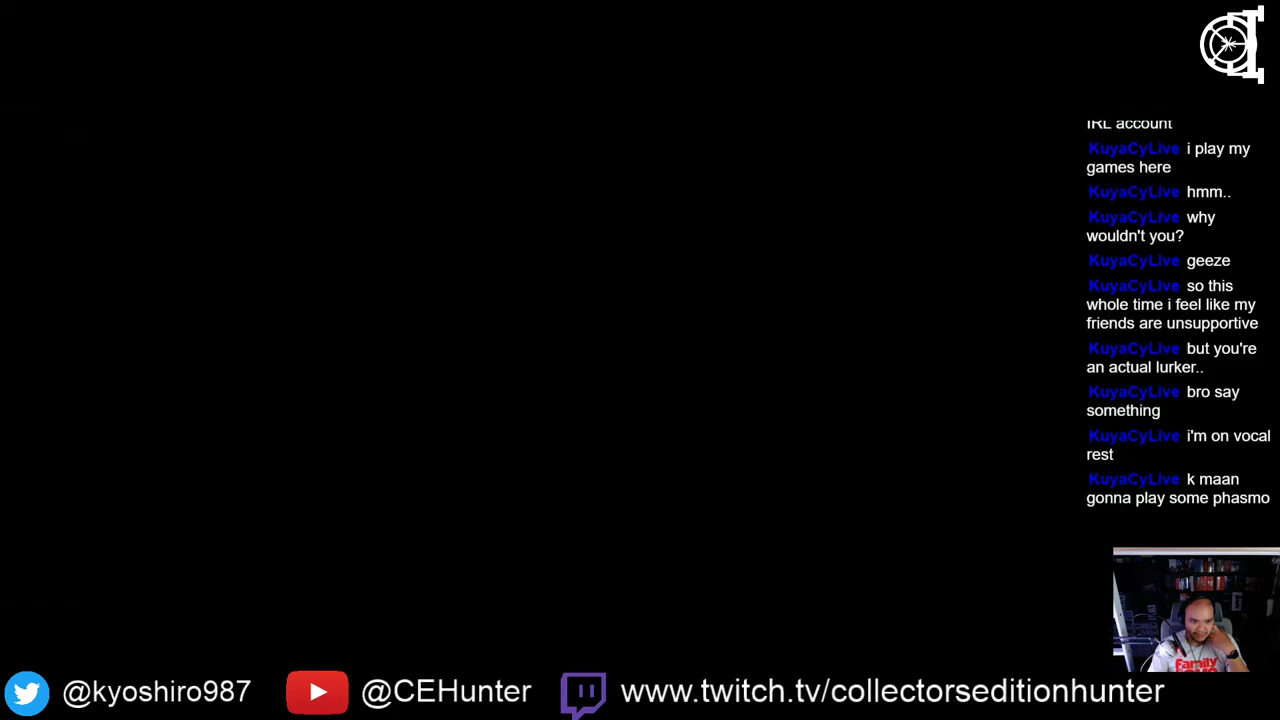 IRL account
KuyaCyLive i play my
games here
KuyaCyLive hmm..
KuyaCyLive why
wouldn't you?
KuyaCyLive geeze
KuyaCyLive so this
whole time i feel like my
friends are unsupportive
KuyaCyLive but you're
an actual lurker..
KuyaCyLive bro say
something
KuyaCyLive i'm on vocal
rest
KuyaCyLive k maan
gonna play some phasmo
Family
@kyoshiro987 @CEHunter www.twitch.tv/collectorseditionhunter